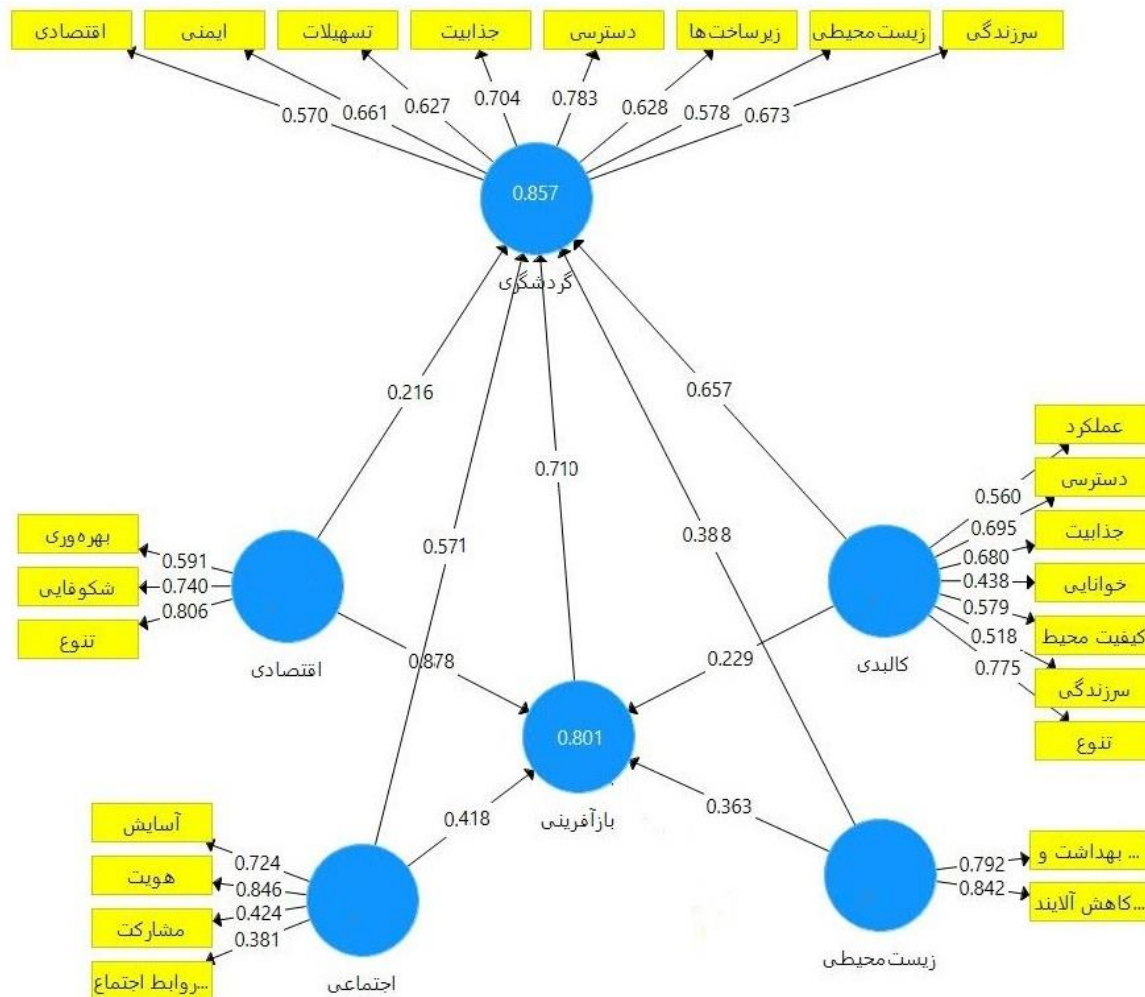 سرزندگی
زیست‌محیطی
زیرساخت‌ها
دسترسی
جذابیت
تسهیلات
ایمنی
اقتصادی
0.570
0.661
0.627
0.704
0.783
0.628
0.578
0.673
0.857
گردشگری
0.216
0.571
0.710
0.388
0.657
عملکرد
دسترسی
جذابیت
خوانایی
کیفیت محیط
سرزندگی
تنوع
0.560
0.695
0.680
0.438
0.579
0.518
0.775
کالبدی
بهره‌وری
شکوفایی
تنوع
0.591
0.740
0.806
اقتصادی
0.878
0.229
0.801
بازآفرینی
0.418
0.363
آسایش
هویت
مشارکت
روابط اجتماع...
0.724
0.846
0.424
0.381
اجتماعی
بهداشت و ...
کاهش آلایند...
0.792
0.842
زیست‌محیطی